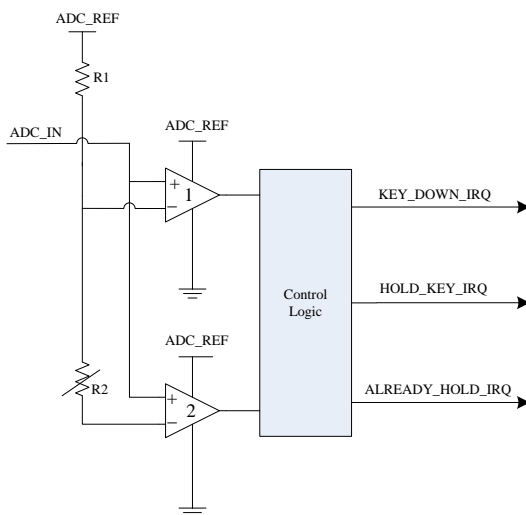 ADC_REF
R1
ADC_IN
ADC_REF
+
1
−
KEY_DOWN_IRQ
Control
Logic
HOLD_KEY_IRQ
ADC_REF
R2
+
2
−
ALREADY_HOLD_IRQ